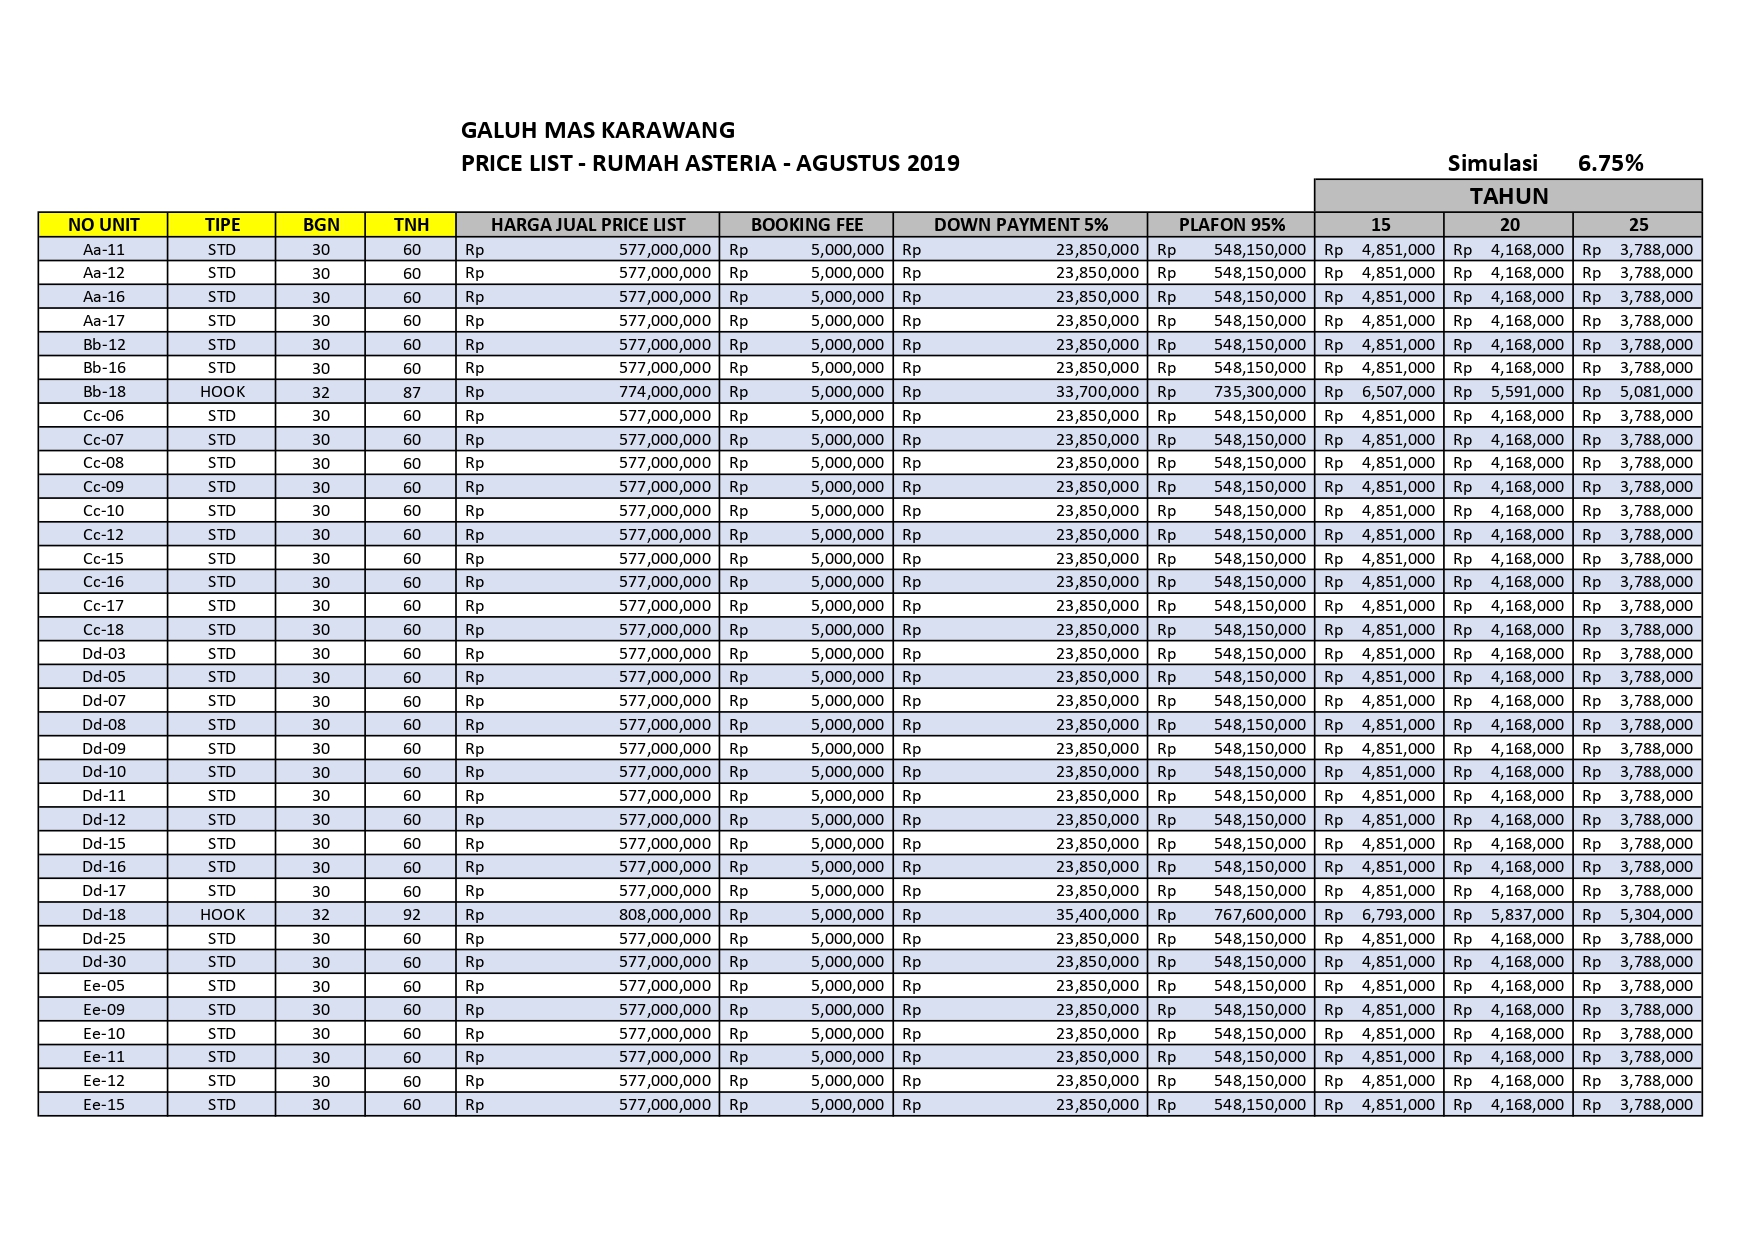 GALUH MAS KARAWANG
PRICE LIST - RUMAH ASTERIA - AGUSTUS 2019 Simulasi 6.75%
TAHUN
NO UNIT TIPE BGN TNH HARGA JUAL PRICE LIST BOOKING FEE DOWN PAYMENT 5% PLAFON 95% 15 20 25
Aa-11 STD 30 60 Rp 577,000,000 Rp 5,000,000 Rp 23,850,000 Rp 548,150,000 Rp 4,851,000 Rp 4,168,000 Rp 3,788,000
Aa-12 STD 30 60 Rp 577,000,000 Rp 5,000,000 Rp 23,850,000 Rp 548,150,000 Rp 4,851,000 Rp 4,168,000 Rp 3,788,000
Aa-16 STD 30 60 Rp 577,000,000 Rp 5,000,000 Rp 23,850,000 Rp 548,150,000 Rp 4,851,000 Rp 4,168,000 Rp 3,788,000
Aa-17 STD 30 60 Rp 577,000,000 Rp 5,000,000 Rp 23,850,000 Rp 548,150,000 Rp 4,851,000 Rp 4,168,000 Rp 3,788,000
Bb-12 STD 30 60 Rp 577,000,000 Rp 5,000,000 Rp 23,850,000 Rp 548,150,000 Rp 4,851,000 Rp 4,168,000 Rp 3,788,000
Bb-16 STD 30 60 Rp 577,000,000 Rp 5,000,000 Rp 23,850,000 Rp 548,150,000 Rp 4,851,000 Rp 4,168,000 Rp 3,788,000
Bb-18 HOOK 32 87 Rp 774,000,000 Rp 5,000,000 Rp 33,700,000 Rp 735,300,000 Rp 6,507,000 Rp 5,591,000 Rp 5,081,000
Cc-06 STD 30 60 Rp 577,000,000 Rp 5,000,000 Rp 23,850,000 Rp 548,150,000 Rp 4,851,000 Rp 4,168,000 Rp 3,788,000
Cc-07 STD 30 60 Rp 577,000,000 Rp 5,000,000 Rp 23,850,000 Rp 548,150,000 Rp 4,851,000 Rp 4,168,000 Rp 3,788,000
Cc-08 STD 30 60 Rp 577,000,000 Rp 5,000,000 Rp 23,850,000 Rp 548,150,000 Rp 4,851,000 Rp 4,168,000 Rp 3,788,000
Cc-09 STD 30 60 Rp 577,000,000 Rp 5,000,000 Rp 23,850,000 Rp 548,150,000 Rp 4,851,000 Rp 4,168,000 Rp 3,788,000
Cc-10 STD 30 60 Rp 577,000,000 Rp 5,000,000 Rp 23,850,000 Rp 548,150,000 Rp 4,851,000 Rp 4,168,000 Rp 3,788,000
Cc-12 STD 30 60 Rp 577,000,000 Rp 5,000,000 Rp 23,850,000 Rp 548,150,000 Rp 4,851,000 Rp 4,168,000 Rp 3,788,000
Cc-15 STD 30 60 Rp 577,000,000 Rp 5,000,000 Rp 23,850,000 Rp 548,150,000 Rp 4,851,000 Rp 4,168,000 Rp 3,788,000
Cc-16 STD 30 60 Rp 577,000,000 Rp 5,000,000 Rp 23,850,000 Rp 548,150,000 Rp 4,851,000 Rp 4,168,000 Rp 3,788,000
Cc-17 STD 30 60 Rp 577,000,000 Rp 5,000,000 Rp 23,850,000 Rp 548,150,000 Rp 4,851,000 Rp 4,168,000 Rp 3,788,000
Cc-18 STD 30 60 Rp 577,000,000 Rp 5,000,000 Rp 23,850,000 Rp 548,150,000 Rp 4,851,000 Rp 4,168,000 Rp 3,788,000
Dd-03 STD 30 60 Rp 577,000,000 Rp 5,000,000 Rp 23,850,000 Rp 548,150,000 Rp 4,851,000 Rp 4,168,000 Rp 3,788,000
Dd-05 STD 30 60 Rp 577,000,000 Rp 5,000,000 Rp 23,850,000 Rp 548,150,000 Rp 4,851,000 Rp 4,168,000 Rp 3,788,000
Dd-07 STD 30 60 Rp 577,000,000 Rp 5,000,000 Rp 23,850,000 Rp 548,150,000 Rp 4,851,000 Rp 4,168,000 Rp 3,788,000
Dd-08 STD 30 60 Rp 577,000,000 Rp 5,000,000 Rp 23,850,000 Rp 548,150,000 Rp 4,851,000 Rp 4,168,000 Rp 3,788,000
Dd-09 STD 30 60 Rp 577,000,000 Rp 5,000,000 Rp 23,850,000 Rp 548,150,000 Rp 4,851,000 Rp 4,168,000 Rp 3,788,000
Dd-10 STD 30 60 Rp 577,000,000 Rp 5,000,000 Rp 23,850,000 Rp 548,150,000 Rp 4,851,000 Rp 4,168,000 Rp 3,788,000
Dd-11 STD 30 60 Rp 577,000,000 Rp 5,000,000 Rp 23,850,000 Rp 548,150,000 Rp 4,851,000 Rp 4,168,000 Rp 3,788,000
Dd-12 STD 30 60 Rp 577,000,000 Rp 5,000,000 Rp 23,850,000 Rp 548,150,000 Rp 4,851,000 Rp 4,168,000 Rp 3,788,000
Dd-15 STD 30 60 Rp 577,000,000 Rp 5,000,000 Rp 23,850,000 Rp 548,150,000 Rp 4,851,000 Rp 4,168,000 Rp 3,788,000
Dd-16 STD 30 60 Rp 577,000,000 Rp 5,000,000 Rp 23,850,000 Rp 548,150,000 Rp 4,851,000 Rp 4,168,000 Rp 3,788,000
Dd-17 STD 30 60 Rp 577,000,000 Rp 5,000,000 Rp 23,850,000 Rp 548,150,000 Rp 4,851,000 Rp 4,168,000 Rp 3,788,000
Dd-18 HOOK 32 92 Rp 808,000,000 Rp 5,000,000 Rp 35,400,000 Rp 767,600,000 Rp 6,793,000 Rp 5,837,000 Rp 5,304,000
Dd-25 STD 30 60 Rp 577,000,000 Rp 5,000,000 Rp 23,850,000 Rp 548,150,000 Rp 4,851,000 Rp 4,168,000 Rp 3,788,000
Dd-30 STD 30 60 Rp 577,000,000 Rp 5,000,000 Rp 23,850,000 Rp 548,150,000 Rp 4,851,000 Rp 4,168,000 Rp 3,788,000
Ee-05 STD 30 60 Rp 577,000,000 Rp 5,000,000 Rp 23,850,000 Rp 548,150,000 Rp 4,851,000 Rp 4,168,000 Rp 3,788,000
Ee-09 STD 30 60 Rp 577,000,000 Rp 5,000,000 Rp 23,850,000 Rp 548,150,000 Rp 4,851,000 Rp 4,168,000 Rp 3,788,000
Ee-10 STD 30 60 Rp 577,000,000 Rp 5,000,000 Rp 23,850,000 Rp 548,150,000 Rp 4,851,000 Rp 4,168,000 Rp 3,788,000
Ee-11 STD 30 60 Rp 577,000,000 Rp 5,000,000 Rp 23,850,000 Rp 548,150,000 Rp 4,851,000 Rp 4,168,000 Rp 3,788,000
Ee-12 STD 30 60 Rp 577,000,000 Rp 5,000,000 Rp 23,850,000 Rp 548,150,000 Rp 4,851,000 Rp 4,168,000 Rp 3,788,000
Ee-15 STD 30 60 Rp 577,000,000 Rp 5,000,000 Rp 23,850,000 Rp 548,150,000 Rp 4,851,000 Rp 4,168,000 Rp 3,788,000